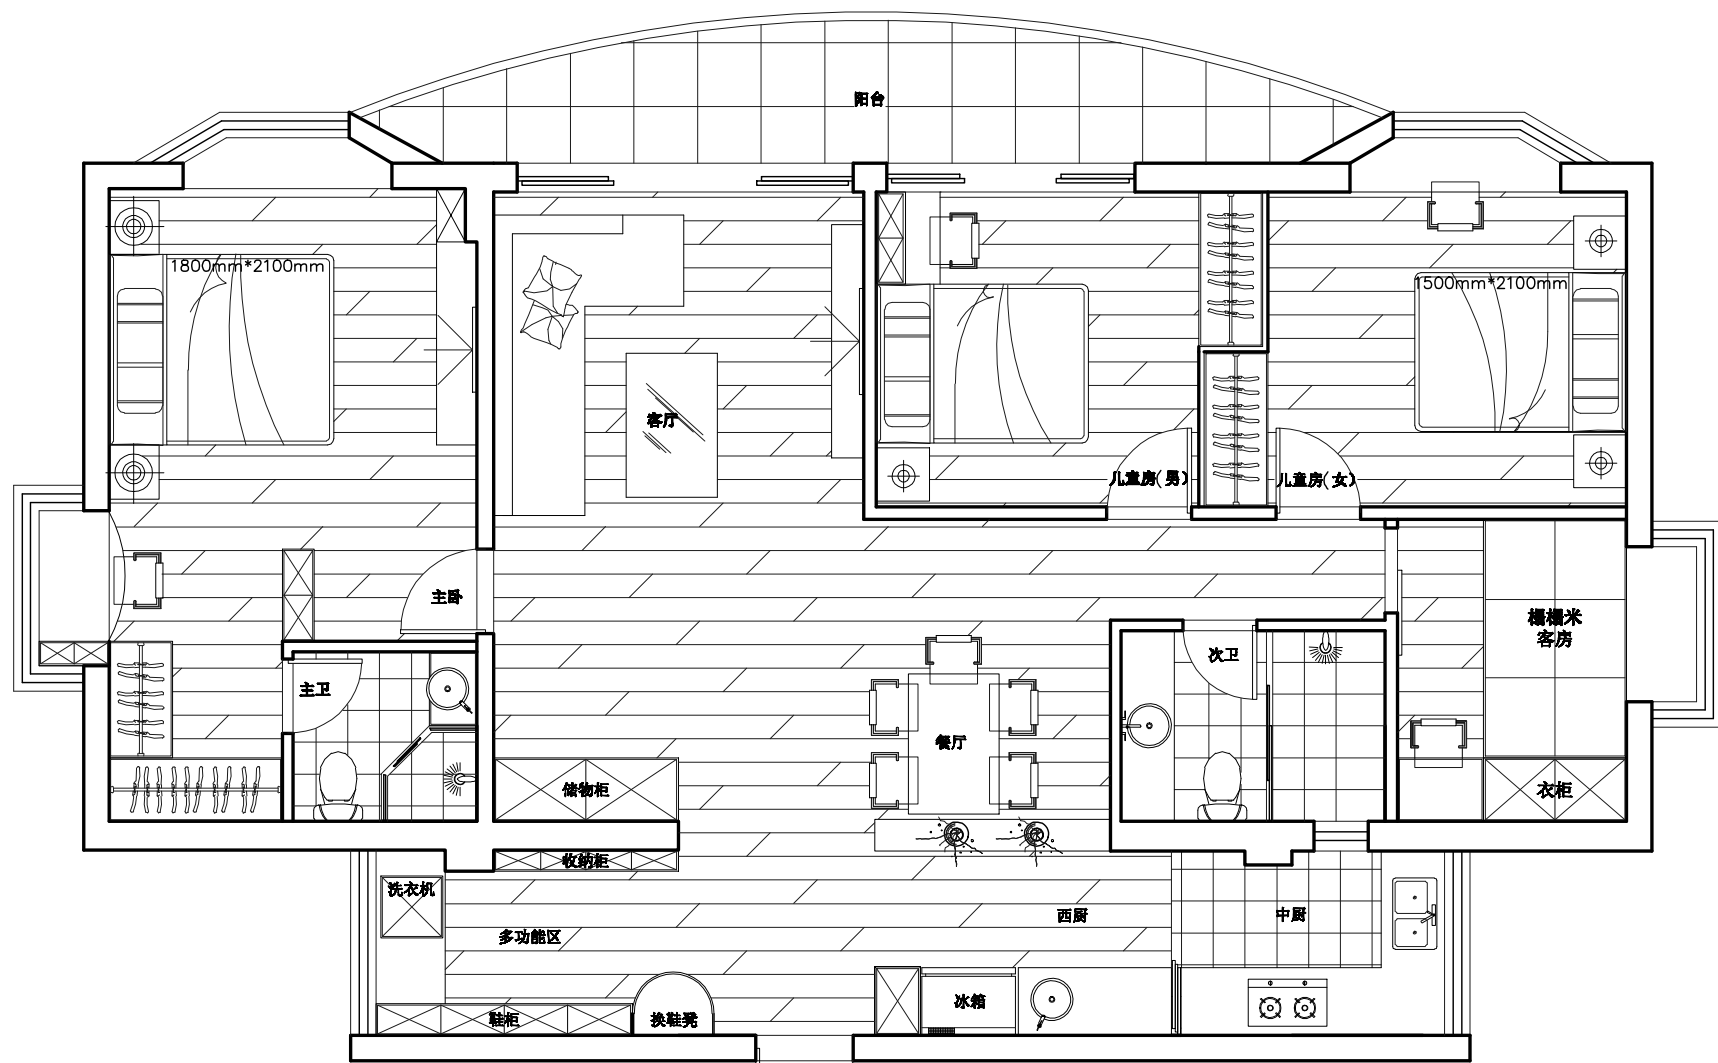 阳台
1800mm*2100mm
1500mm*2100mm
客厅
儿童房(男)
儿童房(女)
主卧
榻榻米
客房
次卫
主卫
餐厅
储物柜
衣柜
收纳柜
洗衣机
西厨
中厨
多功能区
冰箱
鞋柜
换鞋凳